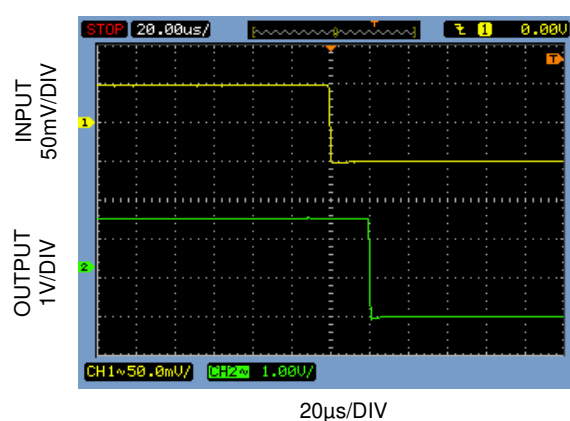 STOP 20.00us/ T 1 0.00V
T
INPUT
50mV/DIV
1
OUTPUT
1V/DIV
2
CH1~50.0mV/ CH2~ 1.00V/
20µs/DIV